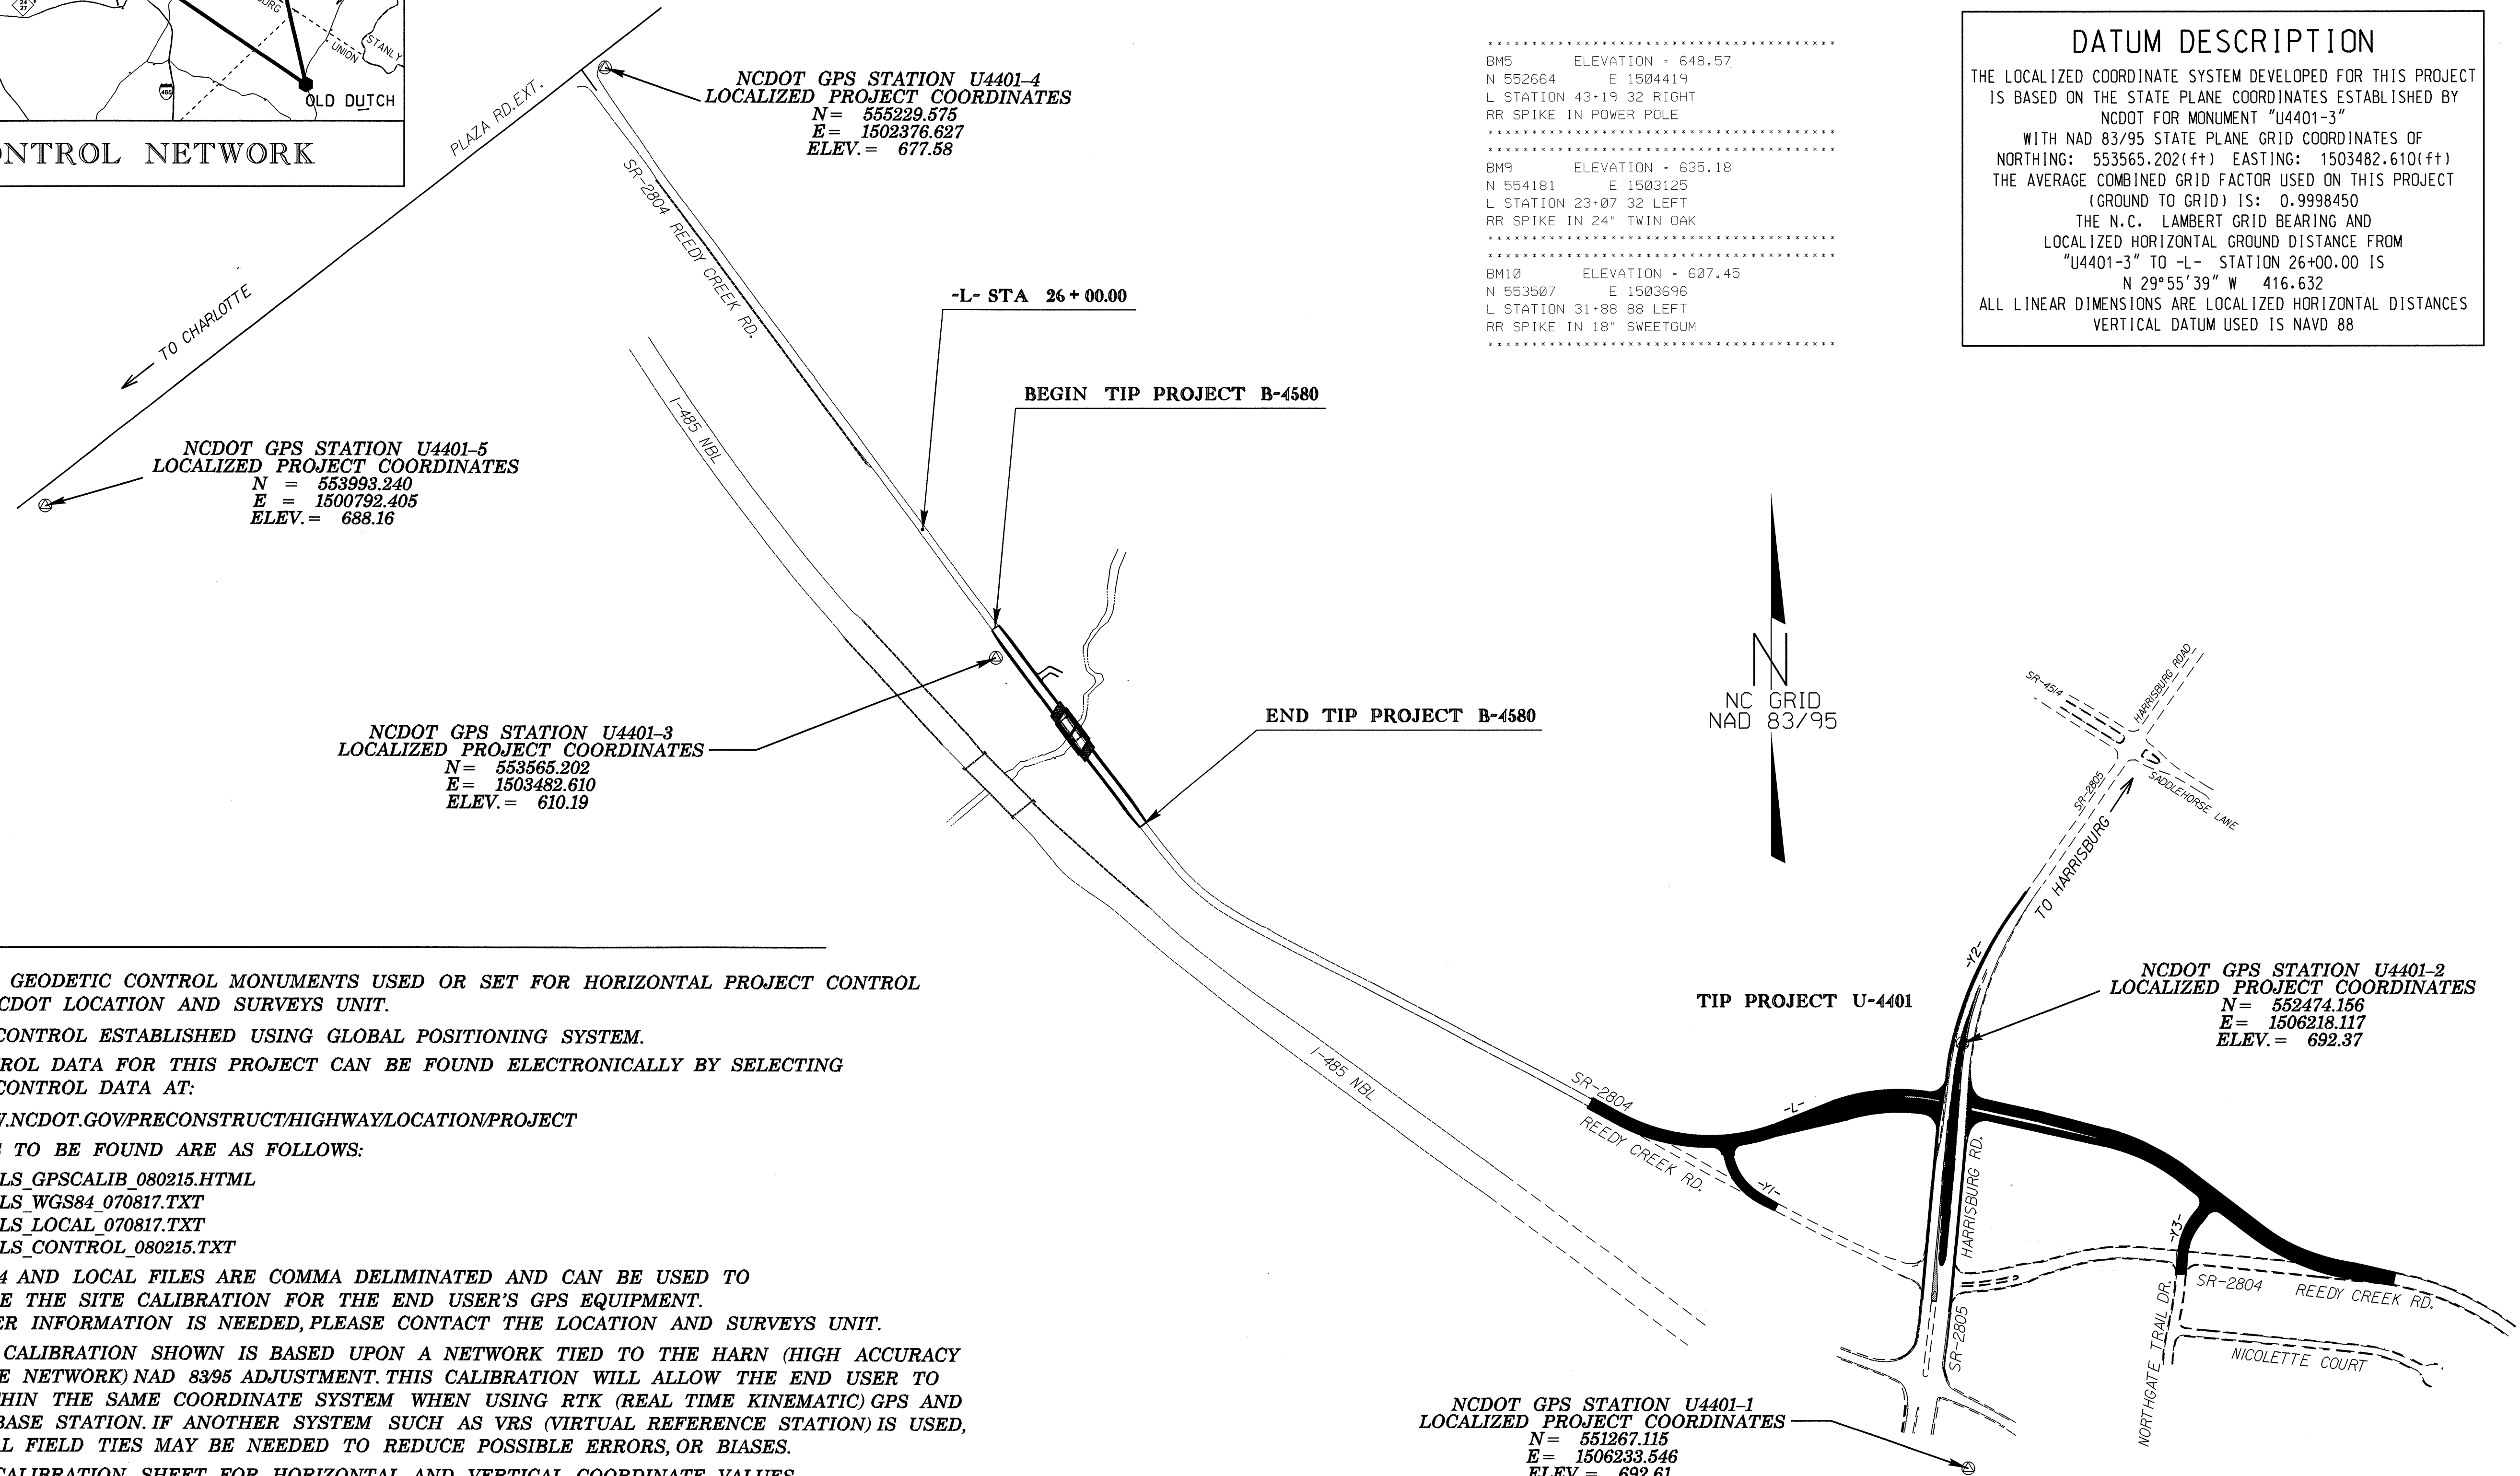 24
27
UNION
STANLY
485
OLD DUTCH
NTROL NETWORK
PLAZA RD.EXT.
TO CHARLOTTE
NCDOT GPS STATION U4401-4
LOCALIZED PROJECT COORDINATES
N= 555229.575
E= 1502376.627
ELEV.= 677.58
SR-2804 REEDY CREEK RD.
I-485 NBL
NCDOT GPS STATION U4401-5
LOCALIZED PROJECT COORDINATES
N = 553993.240
E = 1500792.405
ELEV.= 688.16
-L- STA 26+00.00
BEGIN TIP PROJECT B-4580
NCDOT GPS STATION U4401-3
LOCALIZED PROJECT COORDINATES
N= 553565.202
E= 1503482.610
ELEV.= 610.19
END TIP PROJECT B-4580
BM5 ELEVATION = 648.57
N 552664 E 1504419
L STATION 43+19 32 RIGHT
RR SPIKE IN POWER POLE
BM9 ELEVATION = 635.18
N 554181 E 1503125
L STATION 23+07 32 LEFT
RR SPIKE IN 24" TWIN OAK
BM10 ELEVATION = 607.45
N 553507 E 1503696
L STATION 31+88 88 LEFT
RR SPIKE IN 18" SWEETGUM
DATUM DESCRIPTION
THE LOCALIZED COORDINATE SYSTEM DEVELOPED FOR THIS PROJECT
IS BASED ON THE STATE PLANE COORDINATES ESTABLISHED BY
NCDOT FOR MONUMENT "U4401-3"
WITH NAD 83/95 STATE PLANE GRID COORDINATES OF
NORTHING: 553565.202(ft) EASTING: 1503482.610(ft)
THE AVERAGE COMBINED GRID FACTOR USED ON THIS PROJECT
(GROUND TO GRID) IS: 0.9998450
THE N.C. LAMBERT GRID BEARING AND
LOCALIZED HORIZONTAL GROUND DISTANCE FROM
"U4401-3" TO -L- STATION 26+00.00 IS
N 29°55'39" W 416.632
ALL LINEAR DIMENSIONS ARE LOCALIZED HORIZONTAL DISTANCES
VERTICAL DATUM USED IS NAVD 88
N
NC GRID
NAD 83/95
SR-4514
HARRISBURG ROAD
SR-2805
SADDLEHORSE LANE
TO HARRISBURG
-Y2-
TIP PROJECT U-4401
NCDOT GPS STATION U4401-2
LOCALIZED PROJECT COORDINATES
N= 552474.156
E= 1506218.117
ELEV.= 692.37
I-485 NBL
SR-2804
REEDY CREEK RD.
-L-
-Y1-
HARRISBURG RD.
-Y3-
SR-2804 REEDY CREEK RD.
SR-2805
NORTHGATE TRAIL DR.
NICOLETTE COURT
NCDOT GPS STATION U4401-1
LOCALIZED PROJECT COORDINATES
N= 551267.115
E= 1506233.546
ELEV.= 692.61
GEODETIC CONTROL MONUMENTS USED OR SET FOR HORIZONTAL PROJECT CONTROL
CDOT LOCATION AND SURVEYS UNIT.
CONTROL ESTABLISHED USING GLOBAL POSITIONING SYSTEM.
ROL DATA FOR THIS PROJECT CAN BE FOUND ELECTRONICALLY BY SELECTING
CONTROL DATA AT:
W.NCDOT.GOV/PRECONSTRUCT/HIGHWAY/LOCATION/PROJECT
S TO BE FOUND ARE AS FOLLOWS:
LS_GPSCALIB_080215.HTML
LS_WGS84_070817.TXT
LS_LOCAL_070817.TXT
LS_CONTROL_080215.TXT
4 AND LOCAL FILES ARE COMMA DELIMINATED AND CAN BE USED TO
E THE SITE CALIBRATION FOR THE END USER'S GPS EQUIPMENT.
ER INFORMATION IS NEEDED, PLEASE CONTACT THE LOCATION AND SURVEYS UNIT.
CALIBRATION SHOWN IS BASED UPON A NETWORK TIED TO THE HARN (HIGH ACCURACY
E NETWORK) NAD 83/95 ADJUSTMENT. THIS CALIBRATION WILL ALLOW THE END USER TO
THIN THE SAME COORDINATE SYSTEM WHEN USING RTK (REAL TIME KINEMATIC) GPS AND
BASE STATION. IF ANOTHER SYSTEM SUCH AS VRS (VIRTUAL REFERENCE STATION) IS USED,
L FIELD TIES MAY BE NEEDED TO REDUCE POSSIBLE ERRORS, OR BIASES.
CALIBRATION SHEET FOR HORIZONTAL AND VERTICAL COORDINATE VALUES